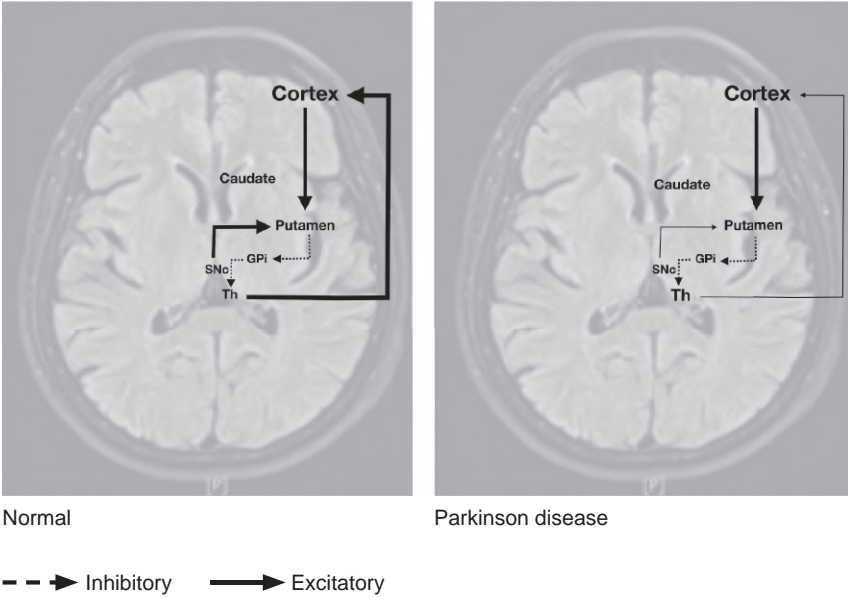 Cortex
Caudate
Putamen
GPi
SNc
Th
P
Normal
Cortex
Caudate
Putamen
GPi
SNc
Th
P
Parkinson disease
Inhibitory
Excitatory